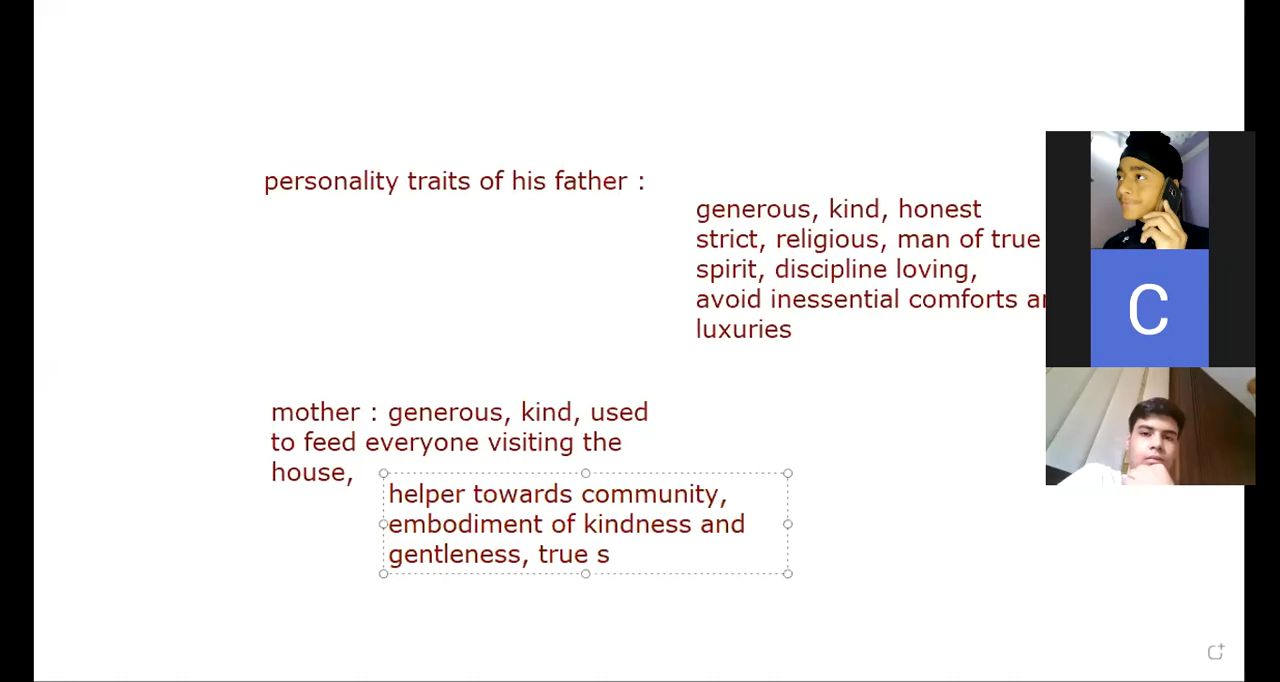 personality traits of his father :
generous, kind, honest
strict, religious, man of true
spirit, discipline loving,
avoid inessential comforts
luxuries
mother : generous, kind, used
to feed everyone visiting the
house,
helper towards community,
embodiment of kindness and
gentleness, true s
C